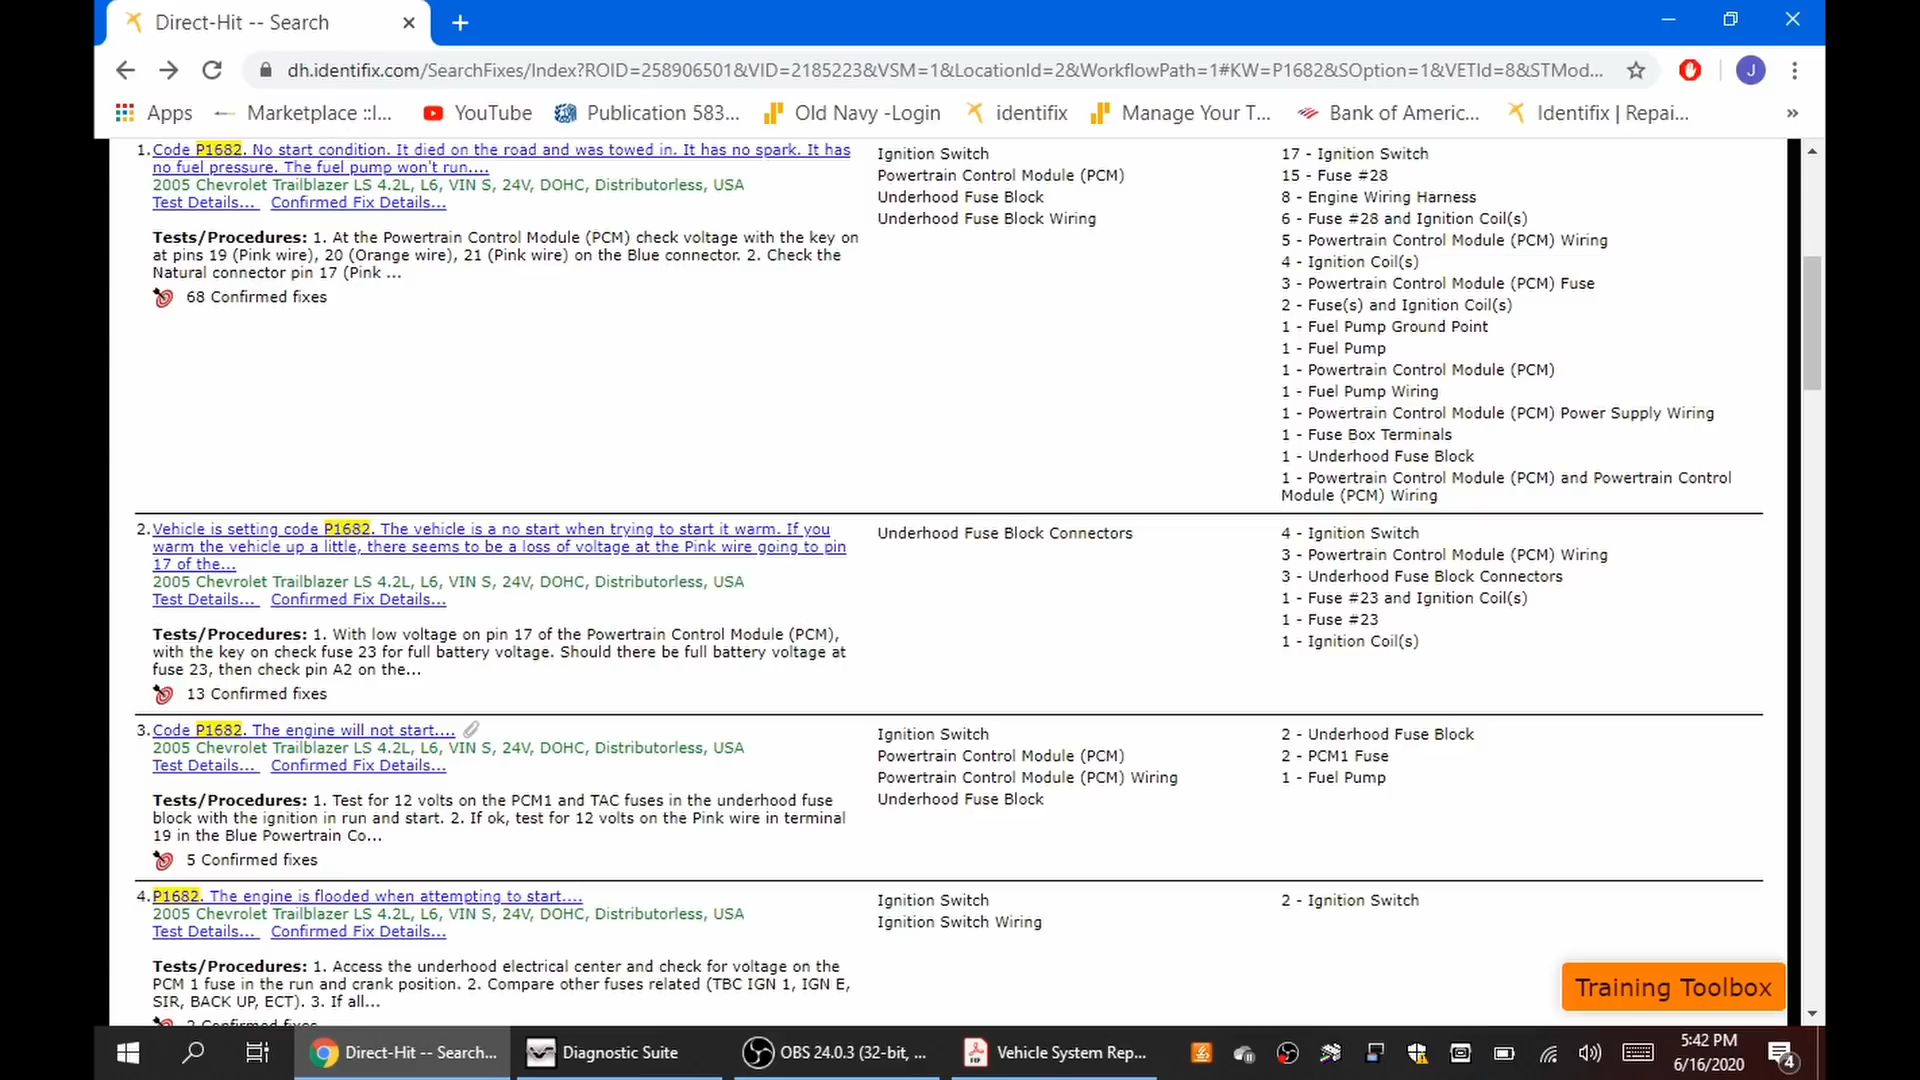 Direct-Hit -- Search
dh.identifix.com/SearchFixes/Index?ROID=258906501&VID=2185223&VSM=1&LocationId=2&WorkflowPath=1#KW=P1682&SOption=1&VETId=8&STMod...
J
Apps
Marketplace ::l...
YouTube
Publication 583...
Old Navy -Login
identifix
Manage Your T...
Bank of Americ...
Identifix | Repai...
»
1. Code P1682. No start condition. It died on the road and was towed in. It has no spark. It has
no fuel pressure. The fuel pump won't run....
2005 Chevrolet Trailblazer LS 4.2L, L6, VIN S, 24V, DOHC, Distributorless, USA
Test Details... Confirmed Fix Details...
Tests/Procedures: 1. At the Powertrain Control Module (PCM) check voltage with the key on
at pins 19 (Pink wire), 20 (Orange wire), 21 (Pink wire) on the Blue connector. 2. Check the
Natural connector pin 17 (Pink ...
68 Confirmed fixes
Ignition Switch
Powertrain Control Module (PCM)
Underhood Fuse Block
Underhood Fuse Block Wiring
17 - Ignition Switch
15 - Fuse #28
8 - Engine Wiring Harness
6 - Fuse #28 and Ignition Coil(s)
5 - Powertrain Control Module (PCM) Wiring
4 - Ignition Coil(s)
3 - Powertrain Control Module (PCM) Fuse
2 - Fuse(s) and Ignition Coil(s)
1 - Fuel Pump Ground Point
1 - Fuel Pump
1 - Powertrain Control Module (PCM)
1 - Fuel Pump Wiring
1 - Powertrain Control Module (PCM) Power Supply Wiring
1 - Fuse Box Terminals
1 - Underhood Fuse Block
1 - Powertrain Control Module (PCM) and Powertrain Control
Module (PCM) Wiring
2. Vehicle is setting code P1682. The vehicle is a no start when trying to start it warm. If you
warm the vehicle up a little, there seems to be a loss of voltage at the Pink wire going to pin
17 of the...
2005 Chevrolet Trailblazer LS 4.2L, L6, VIN S, 24V, DOHC, Distributorless, USA
Test Details... Confirmed Fix Details...
Tests/Procedures: 1. With low voltage on pin 17 of the Powertrain Control Module (PCM),
with the key on check fuse 23 for full battery voltage. Should there be full battery voltage at
fuse 23, then check pin A2 on the...
13 Confirmed fixes
Underhood Fuse Block Connectors
4 - Ignition Switch
3 - Powertrain Control Module (PCM) Wiring
3 - Underhood Fuse Block Connectors
1 - Fuse #23 and Ignition Coil(s)
1 - Fuse #23
1 - Ignition Coil(s)
3. Code P1682. The engine will not start....
2005 Chevrolet Trailblazer LS 4.2L, L6, VIN S, 24V, DOHC, Distributorless, USA
Test Details... Confirmed Fix Details...
Tests/Procedures: 1. Test for 12 volts on the PCM1 and TAC fuses in the underhood fuse
block with the ignition in run and start. 2. If ok, test for 12 volts on the Pink wire in terminal
19 in the Blue Powertrain Co...
5 Confirmed fixes
Ignition Switch
Powertrain Control Module (PCM)
Powertrain Control Module (PCM) Wiring
Underhood Fuse Block
2 - Underhood Fuse Block
2 - PCM1 Fuse
1 - Fuel Pump
4. P1682. The engine is flooded when attempting to start....
2005 Chevrolet Trailblazer LS 4.2L, L6, VIN S, 24V, DOHC, Distributorless, USA
Test Details... Confirmed Fix Details...
Tests/Procedures: 1. Access the underhood electrical center and check for voltage on the
PCM 1 fuse in the run and crank position. 2. Compare other fuses related (TBC IGN 1, IGN E,
SIR, BACK UP, ECT). 3. If all...
2 Confirmed fixes
Ignition Switch
Ignition Switch Wiring
2 - Ignition Switch
Training Toolbox
Direct-Hit -- Search...
Diagnostic Suite
OBS 24.0.3 (32-bit, ...
Vehicle System Rep...
5:42 PM
6/16/2020
4